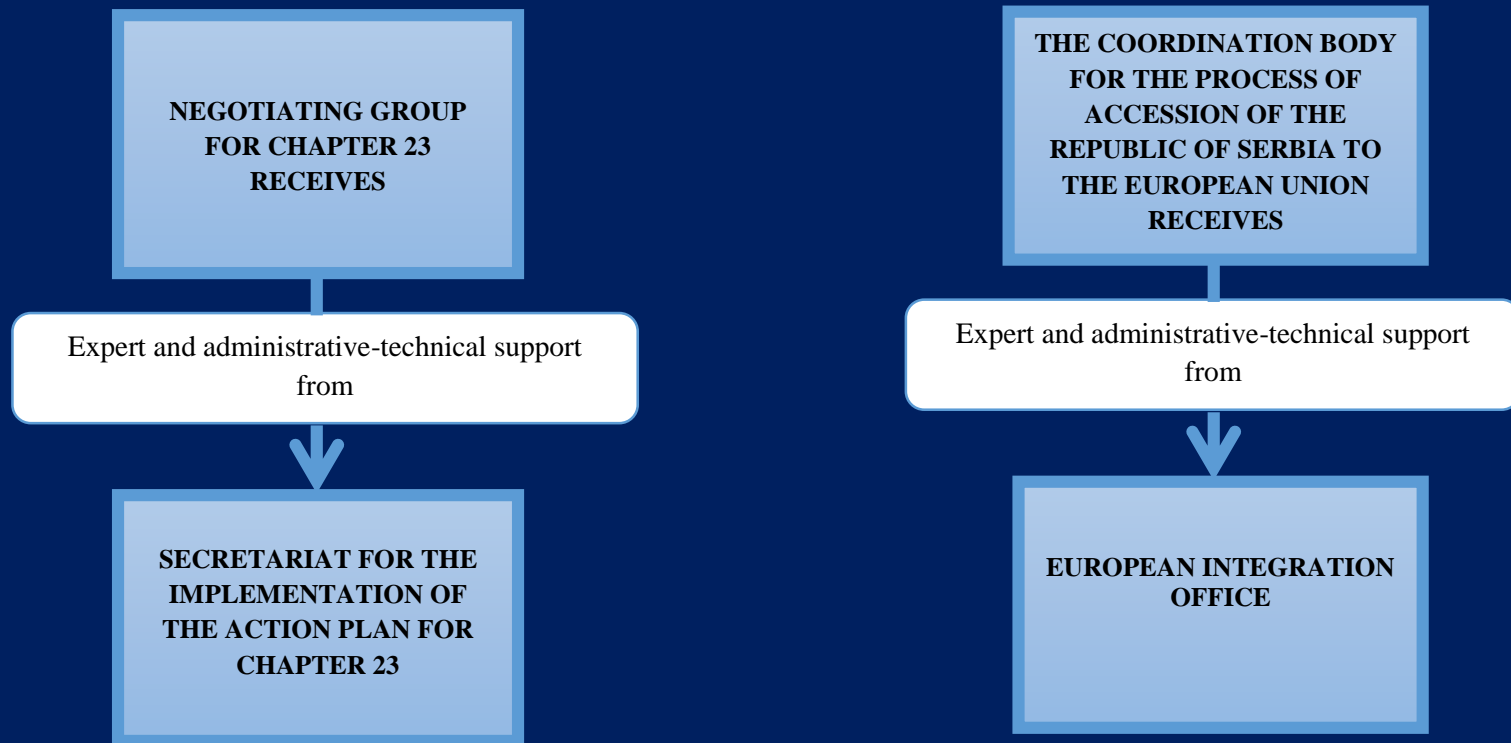 NEGOTIATING GROUP
FOR CHAPTER 23
RECEIVES
Expert and administrative-technical support
from
SECRETARIAT FOR THE
IMPLEMENTATION OF
THE ACTION PLAN FOR
CHAPTER 23
THE COORDINATION BODY
FOR THE PROCESS OF
ACCESSION OF THE
REPUBLIC OF SERBIA TO
THE EUROPEAN UNION
RECEIVES
Expert and administrative-technical support
from
EUROPEAN INTEGRATION
OFFICE